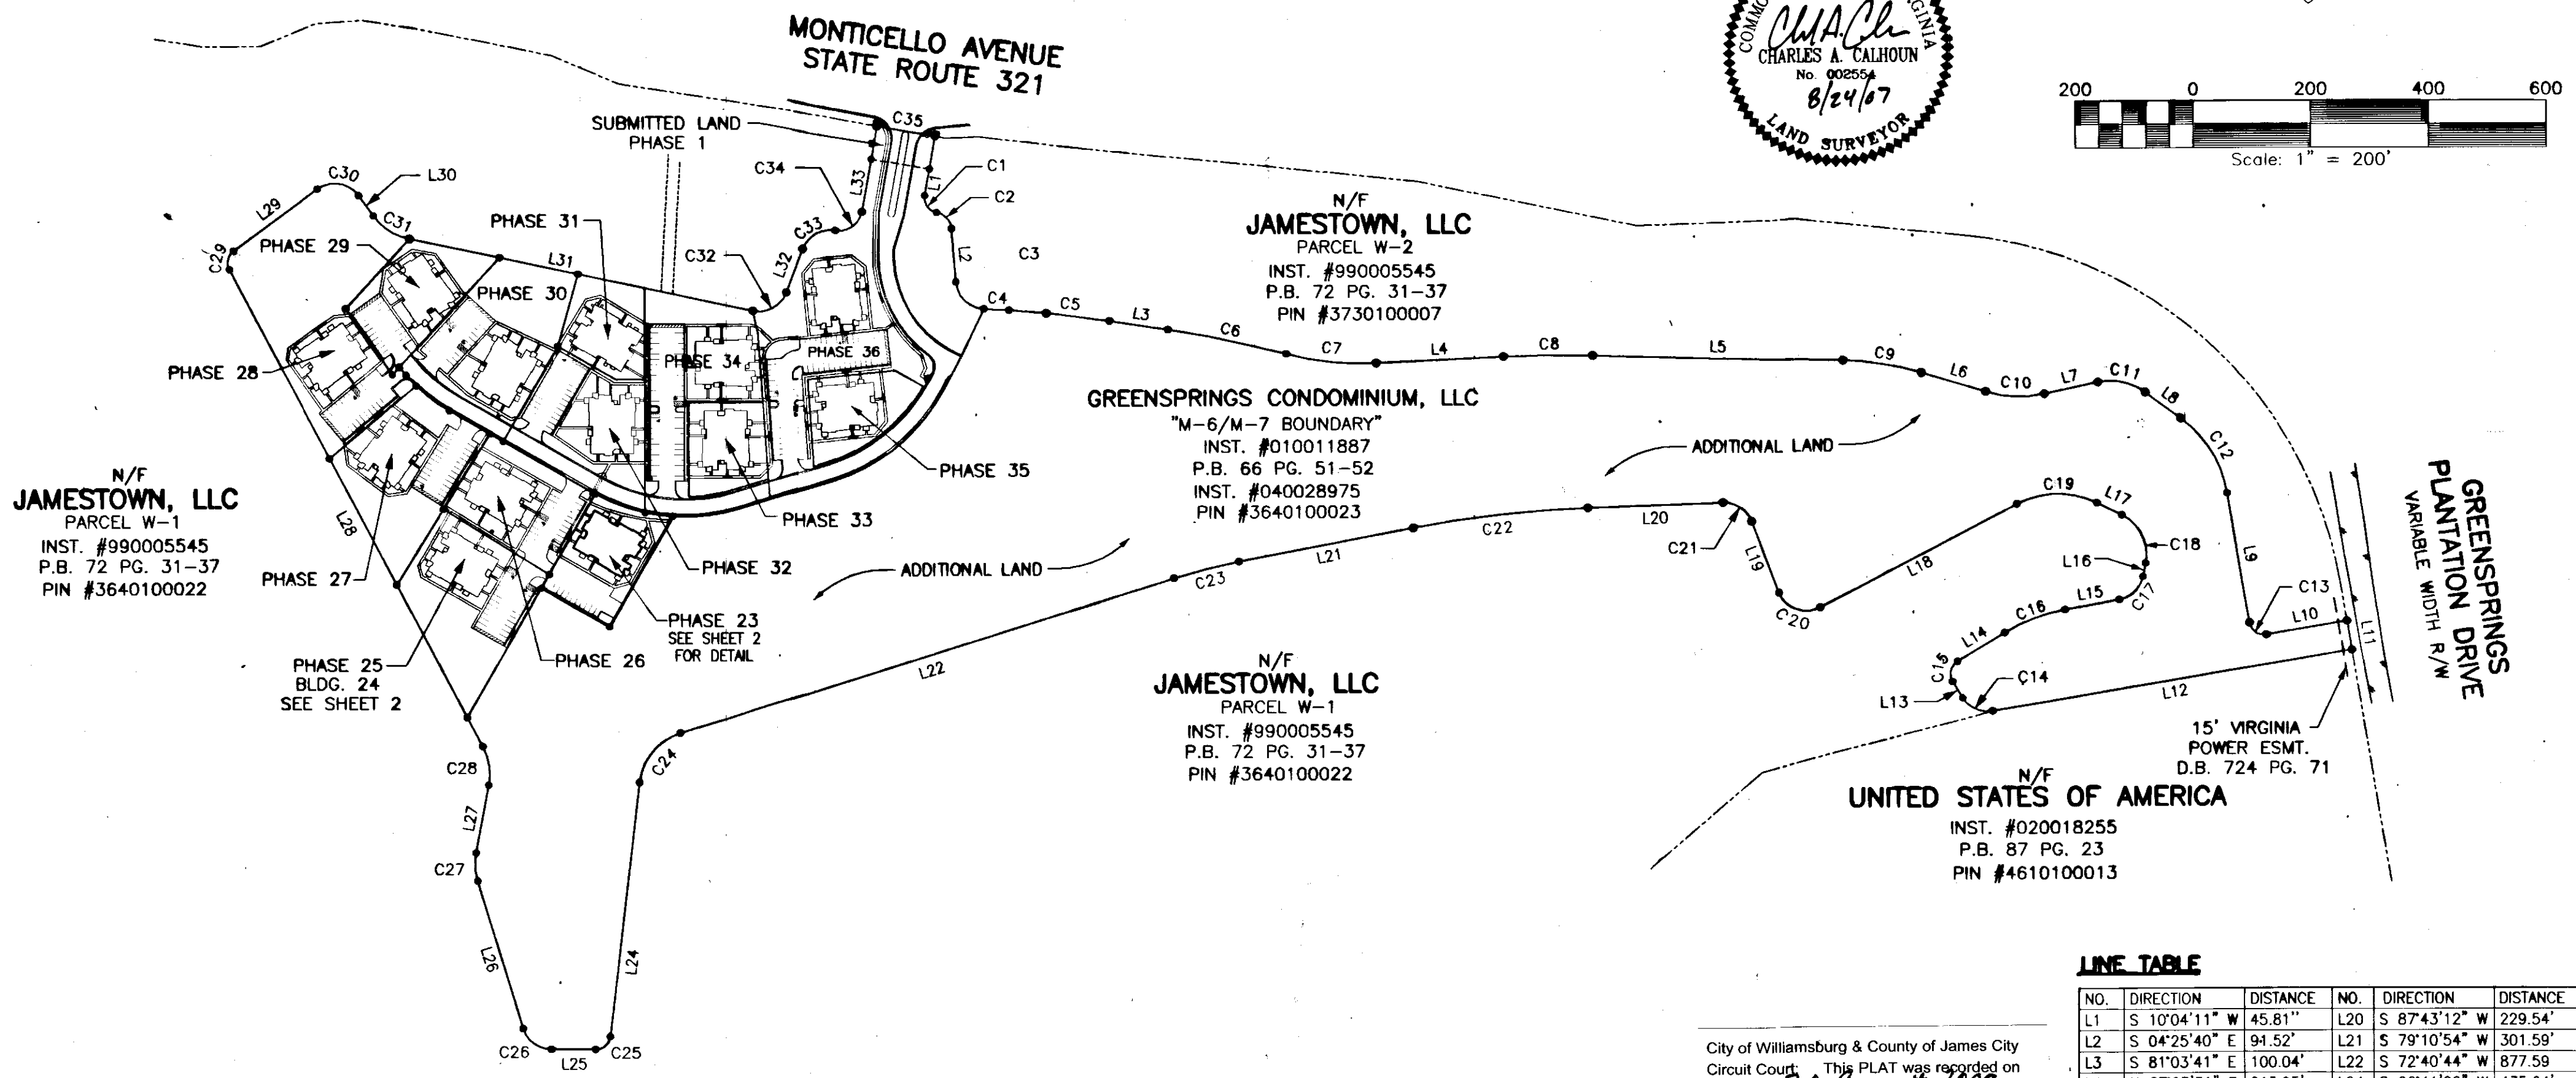 MONTICELLO AVENUE
STATE ROUTE 321
CHARLES A. CALHOUN
No. 002554
8/24/07
LAND SURVEYOR
200 0 200 400 600
Scale: 1" = 200'
SUBMITTED LAND
PHASE 1
C35
C34
L33
L1
C1
C2
L2
C3
C33
C32
L32
C30
L30
L29
C31
C29
L31
PHASE 31
PHASE 29
PHASE 30
PHASE 34
PHASE 36
PHASE 28
PHASE 35
PHASE 33
PHASE 32
PHASE 27
PHASE 23
SEE SHEET 2
FOR DETAIL
PHASE 26
PHASE 25
BLDG. 24
SEE SHEET 2
L28
N/F
JAMESTOWN, LLC
PARCEL W-1
INST. #990005545
P.B. 72 PG. 31-37
PIN #3640100022
N/F
JAMESTOWN, LLC
PARCEL W-2
INST. #990005545
P.B. 72 PG. 31-37
PIN #3730100007
C4
C5
L3
C6
C7
L4
C8
L5
C9
L6
C10
L7
C11
L8
C12
L9
C13
L10
L11
L12
GREENSPRINGS CONDOMINIUM, LLC
"M-6/M-7 BOUNDARY"
INST. #010011887
P.B. 66 PG. 51-52
INST. #040028975
PIN #3640100023
ADDITIONAL LAND
ADDITIONAL LAND
C19
L17
C18
L16
C17
L15
C16
L14
C15
L13
C14
L18
C20
L19
C21
L20
C22
L21
C23
L22
C24
L24
C25
L25
C26
L26
C27
L27
C28
GREENSPRINGS
PLANTATION DRIVE
VARIABLE WIDTH R/W
15' VIRGINIA
POWER ESMT.
D.B. 724 PG. 71
N/F
JAMESTOWN, LLC
PARCEL W-1
INST. #990005545
P.B. 72 PG. 31-37
PIN #3640100022
N/F
UNITED STATES OF AMERICA
INST. #020018255
P.B. 87 PG. 23
PIN #4610100013
City of Williamsburg & County of James City
Circuit Court: This PLAT was recorded on
LINE TABLE
NO. DIRECTION DISTANCE NO. DIRECTION DISTANCE
L1 S 10°04'11" W 45.81" L20 S 87°43'12" W 229.54'
L2 S 04°25'40" E 91.52' L21 S 79°10'54" W 301.59'
L3 S 81°03'41" E 100.04' L22 S 72°40'44" W 877.59